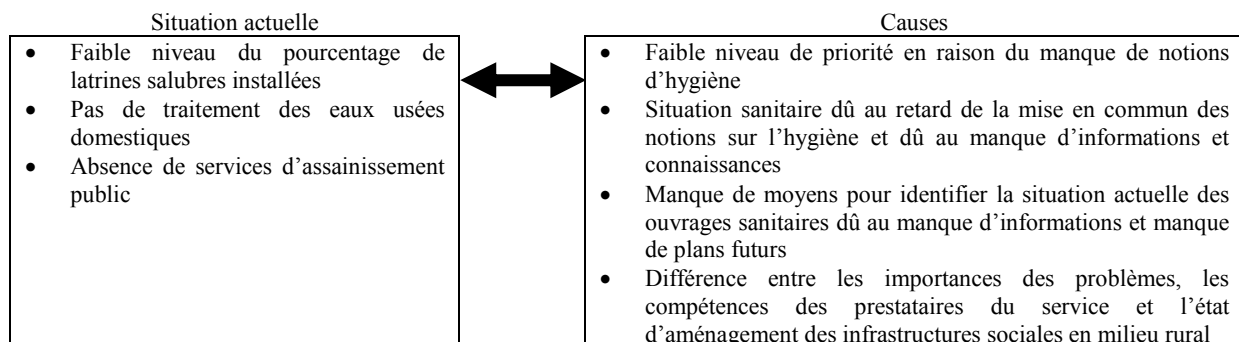 Situation actuelle
• Faible niveau du pourcentage de
latrines salubres installées
• Pas de traitement des eaux usées
domestiques
• Absence de services d’assainissement
public
Causes
• Faible niveau de priorité en raison du manque de notions
d’hygiène
• Situation sanitaire dû au retard de la mise en commun des
notions sur l’hygiène et dû au manque d’informations et
connaissances
• Manque de moyens pour identifier la situation actuelle des
ouvrages sanitaires dû au manque d’informations et manque
de plans futurs
• Différence entre les importances des problèmes, les
compétences des prestataires du service et l’état
d’aménagement des infrastructures sociales en milieu rural